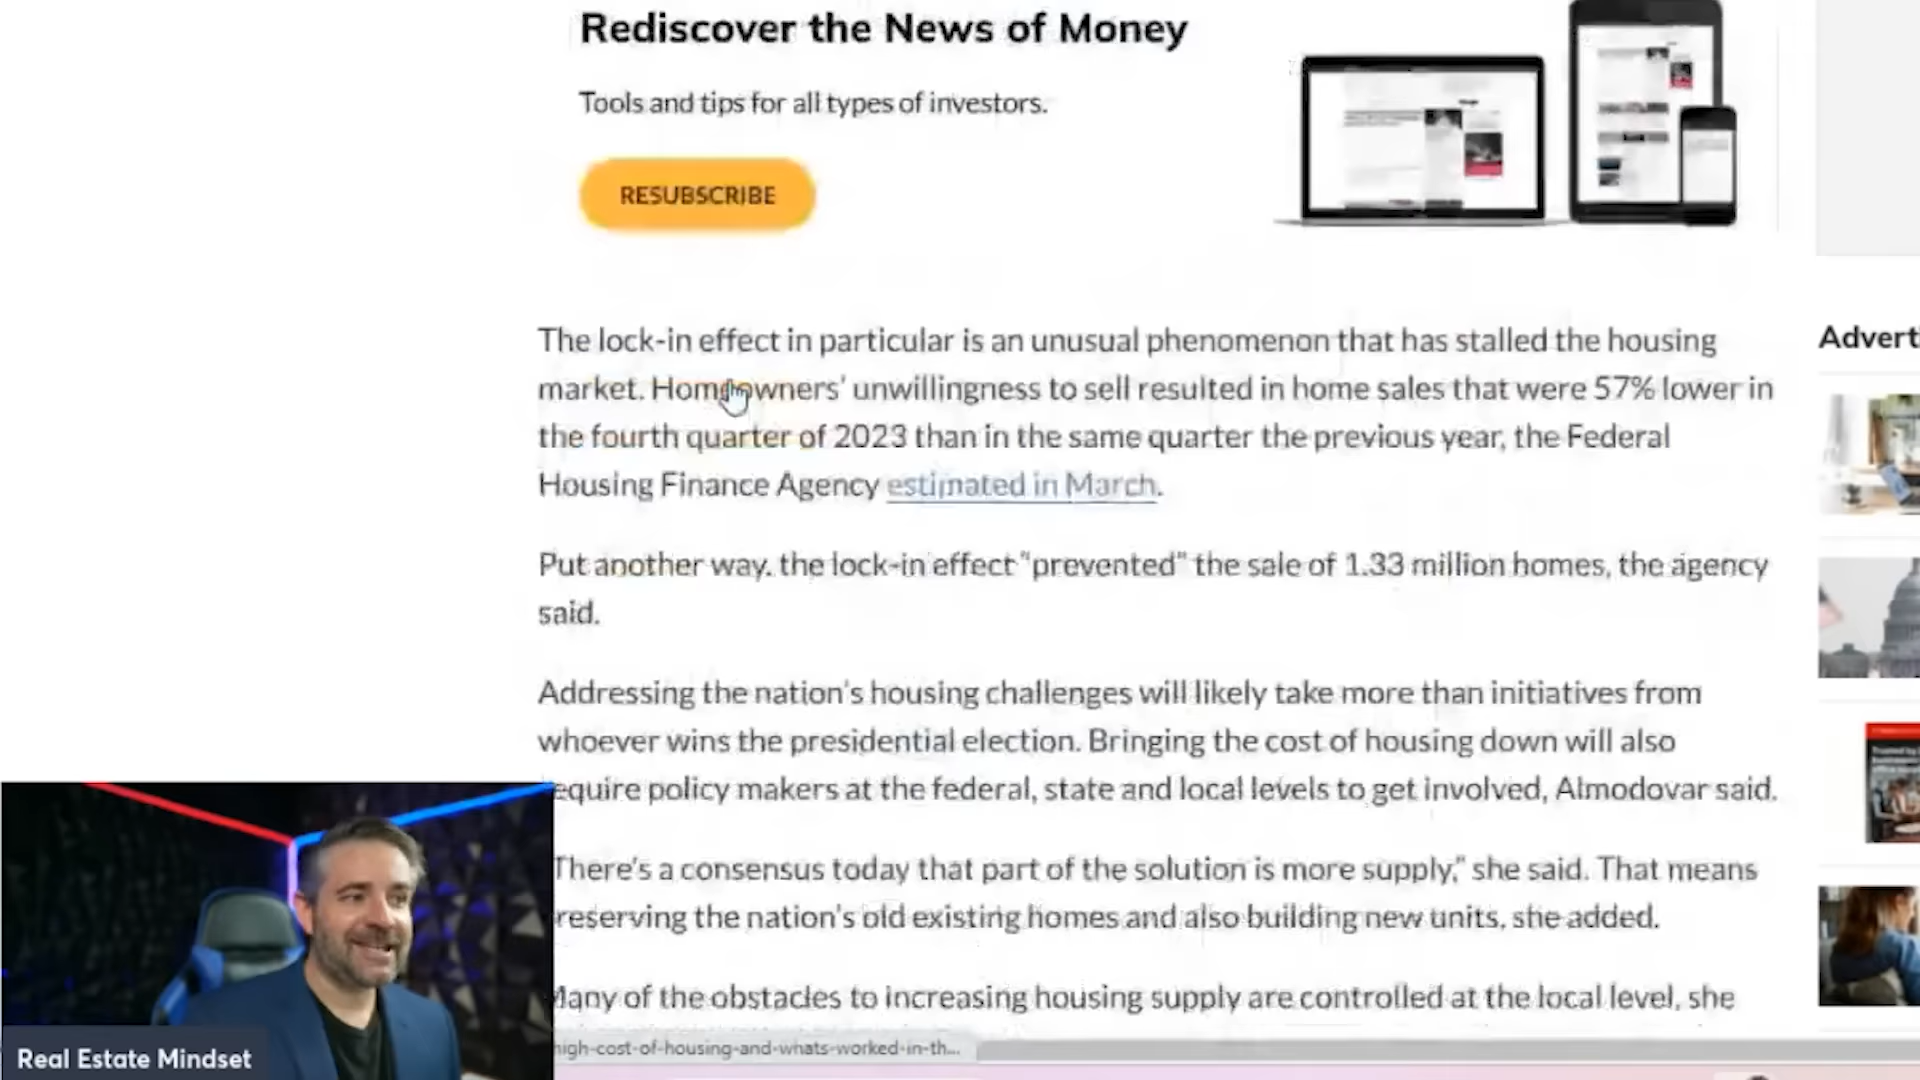 Rediscover the News of Money
Tools and tips for all types of investors.
RESUBSCRIBE
The lock-in effect in particular is an unusual phenomenon that has stalled the housing
market. Homeowners' unwillingness to sell resulted in home sales that were 57% lower in
the fourth quarter of 2023 than in the same quarter the previous year, the Federal
Housing Finance Agency estimated in March.
Put another way, the lock-in effect “prevented” the sale of 1.33 million homes, the agency
said.
Addressing the nation's housing challenges will likely take more than initiatives from
whoever wins the presidential election. Bringing the cost of housing down will also
equire policy makers at the federal, state and local levels to get involved, Almodovar said.
There's a consensus today that part of the solution is more supply,” she said. That means
reserving the nation's old existing homes and also building new units, she added.
Many of the obstacles to increasing housing supply are controlled at the local level, she
high-cost-of-housing-and-whats-worked-in-th...
Advert
Real Estate Mindset